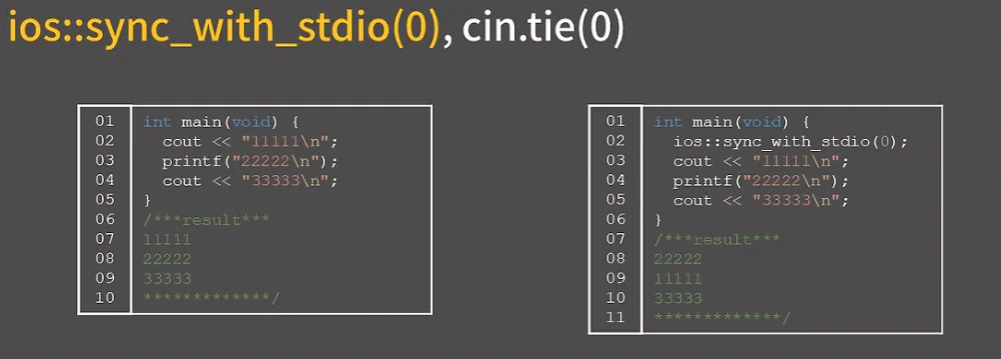 ios::sync_with_stdio(0), cin.tie(0)
01 int main(void) {
02   cout << "11111\n";
03   printf("22222\n");
04   cout << "33333\n";
05 }
06 /***result***
07 11111
08 22222
09 33333
10 *************/
01 int main(void) {
02   ios::sync_with_stdio(0);
03   cout << "11111\n";
04   printf("22222\n");
05   cout << "33333\n";
06 }
07 /***result***
08 22222
09 11111
10 33333
11 *************/